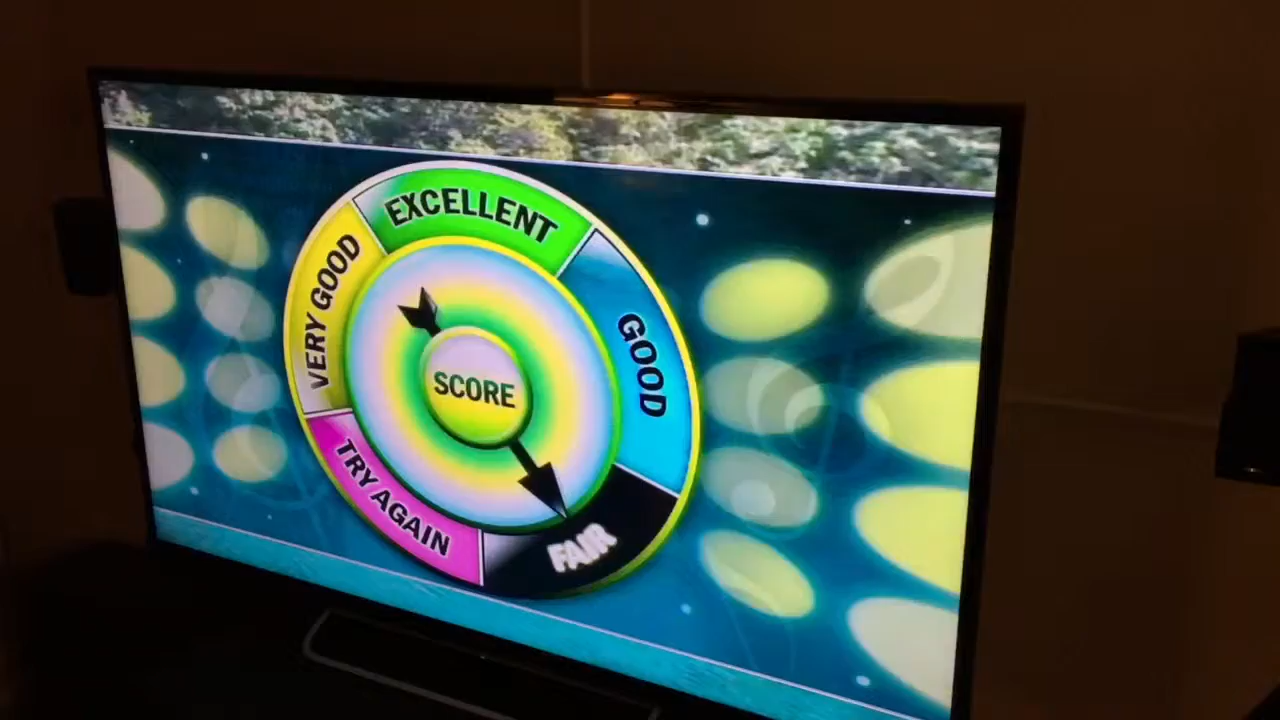 EXCELLENT
VERY GOOD
GOOD
SCORE
TRY AGAIN
FAIR